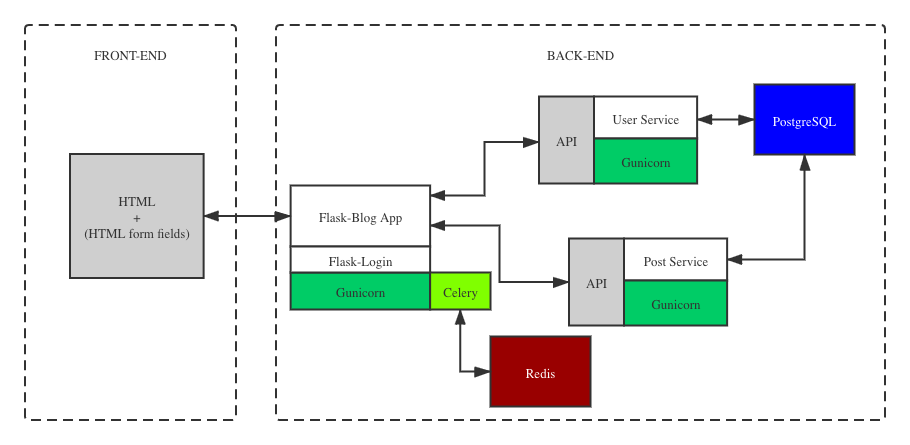 FRONT-END
BACK-END
HTML
+
(HTML form fields)
Flask-Blog App
Flask-Login
Gunicorn
Celery
API
User Service
Gunicorn
PostgreSQL
API
Post Service
Gunicorn
Redis